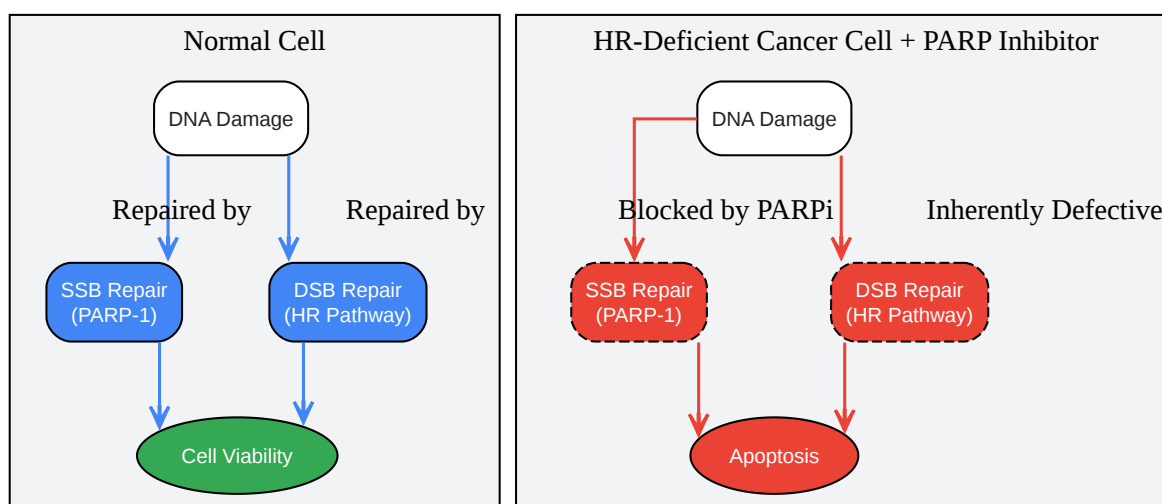 Normal Cell
DNA Damage
Repaired by
Repaired by
SSB Repair
(PARP-1)
DSB Repair
(HR Pathway)
Cell Viability
HR-Deficient Cancer Cell + PARP Inhibitor
DNA Damage
Blocked by PARPi
Inherently Defective
SSB Repair
(PARP-1)
DSB Repair
(HR Pathway)
Apoptosis